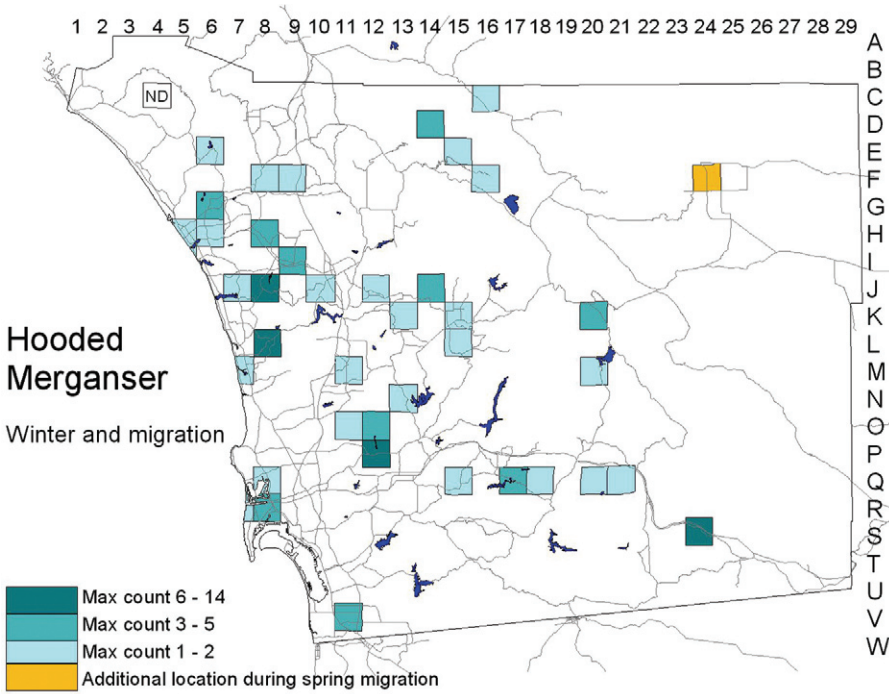 1 2 3 4 5 6 7 8 9 10 11 12 13 14 15 16 17 18 19 20 21 22 23 24 25 26 27 28 29
A
B
C
D
E
F
G
H
I
J
K
L
M
N
O
P
Q
R
S
T
U
V
W
ND
Hooded
Merganser
Winter and migration
Max count 6 - 14
Max count 3 - 5
Max count 1 - 2
Additional location during spring migration